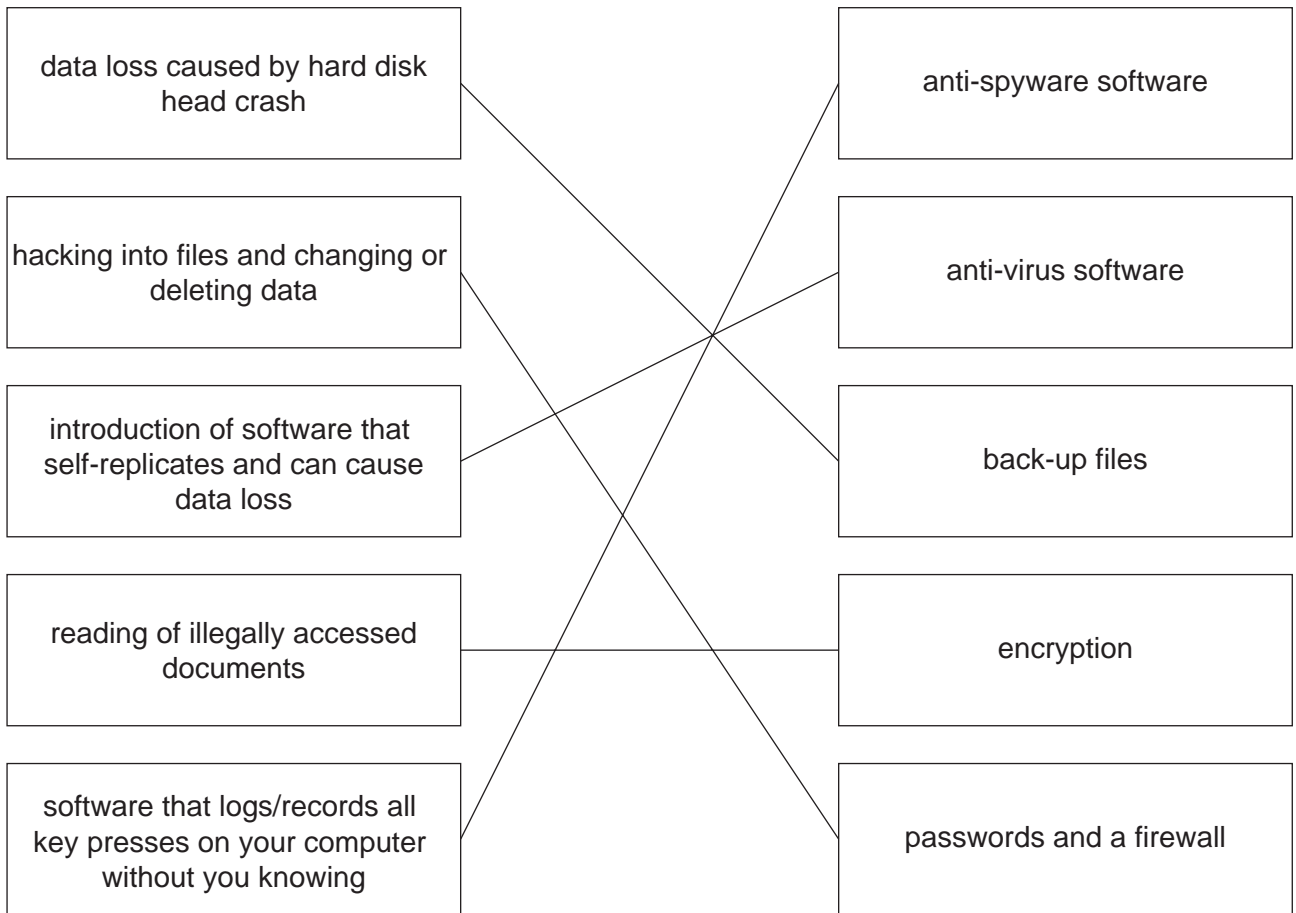 data loss caused by hard disk
head crash
anti-spyware software
hacking into files and changing or
deleting data
anti-virus software
introduction of software that
self-replicates and can cause
data loss
back-up files
reading of illegally accessed
documents
encryption
software that logs/records all
key presses on your computer
without you knowing
passwords and a firewall